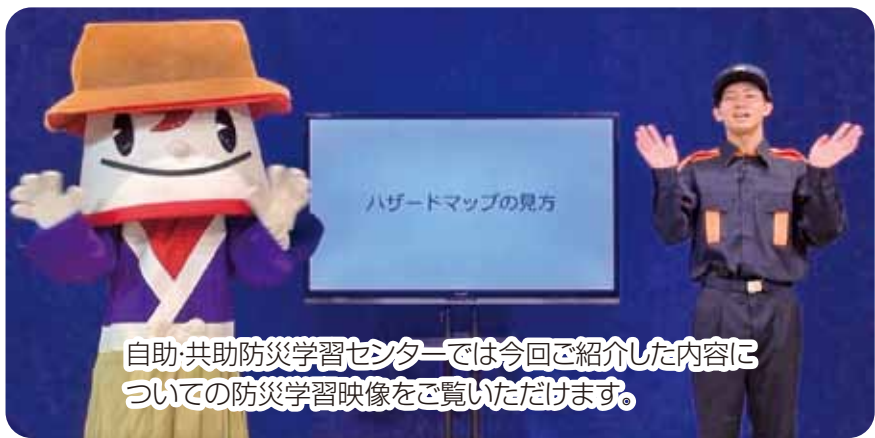 ハザードマップの見方
自助・共助防災学習センターでは今回ご紹介した内容に
ついての防災学習映像をご覧いただけます。